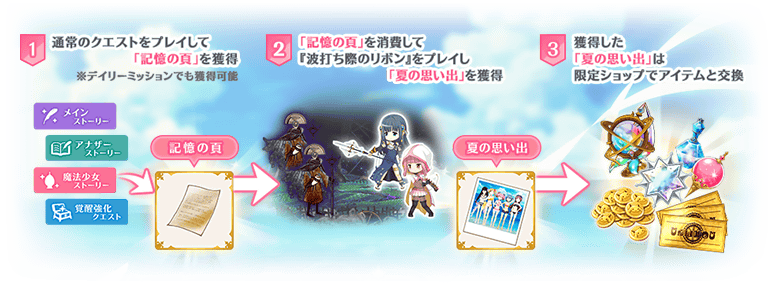 1
通常のクエストをプレイして
「記憶の頁」を獲得
※デイリーミッションでも獲得可能
メイン
ストーリー
アナザー
ストーリー
魔法少女
ストーリー
覚醒強化
クエスト
記憶の頁
2
「記憶の頁」を消費して
『波打ち際のリボン』をプレイし
「夏の思い出」を獲得
夏の思い出
3
獲得した
「夏の思い出」は
限定ショップでアイテムと交換